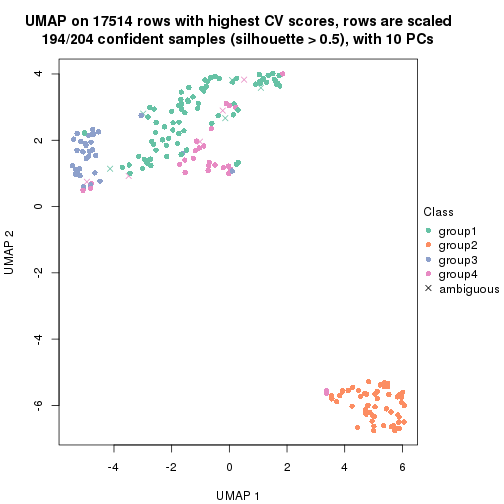 UMAP on 17514 rows with highest CV scores, rows are scaled
194/204 confident samples (silhouette > 0.5), with 10 PCs
4
2
0
-2
-4
-6
UMAP 2
-4
-2
0
2
4
6
UMAP 1
Class
group1
group2
group3
group4
ambiguous